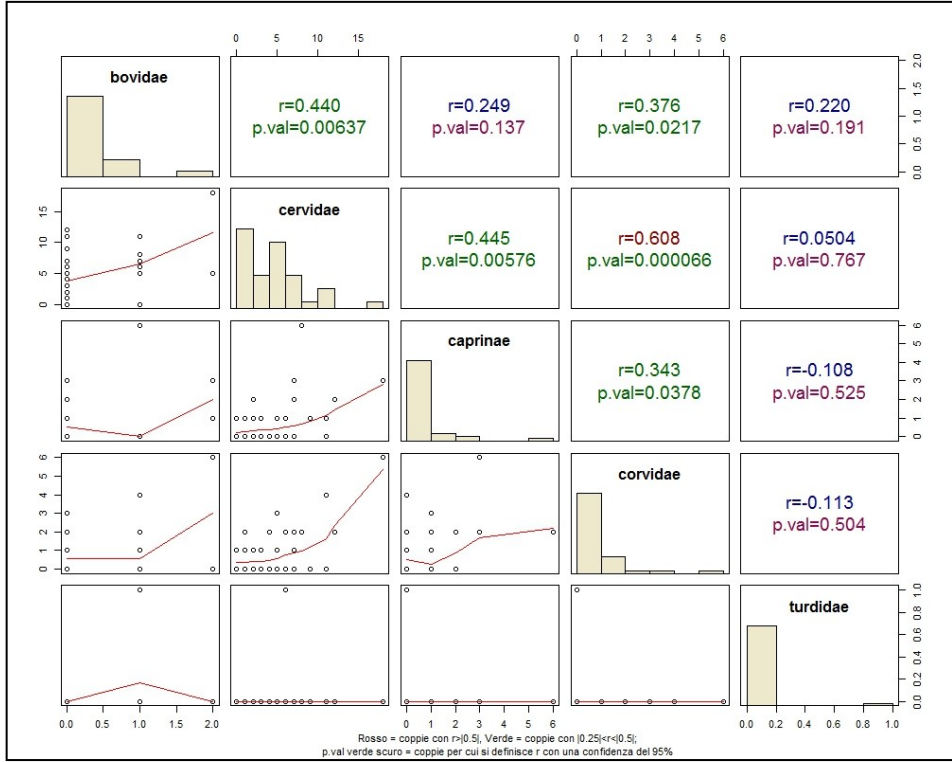 0 5 10 15 0 1 2 3 4 5 6
bovidae
r=0.440
p.val=0.00637
r=0.249
p.val=0.137
r=0.376
p.val=0.0217
r=0.220
p.val=0.191
0.0 0.5 1.0 1.5 2.0
0 5 10 15
cervidae
r=0.445
p.val=0.00576
r=0.608
p.val=0.000066
r=0.0504
p.val=0.767
caprinae
r=0.343
p.val=0.0378
r=-0.108
p.val=0.525
0 1 2 3 4 5 6
0 1 2 3 4 5 6
corvidae
r=-0.113
p.val=0.504
turdidae
0.0 0.2 0.4 0.6 0.8 1.0
0.0 0.5 1.0 1.5 2.0 0 1 2 3 4 5 6 0.0 0.2 0.4 0.6 0.8 1.0
Rosso = coppie con r>|0.5|, Verde = coppie con |0.25|<r<|0.5|;
p.val verde scuro = coppie per cui si definisce r con una confidenza del 95%